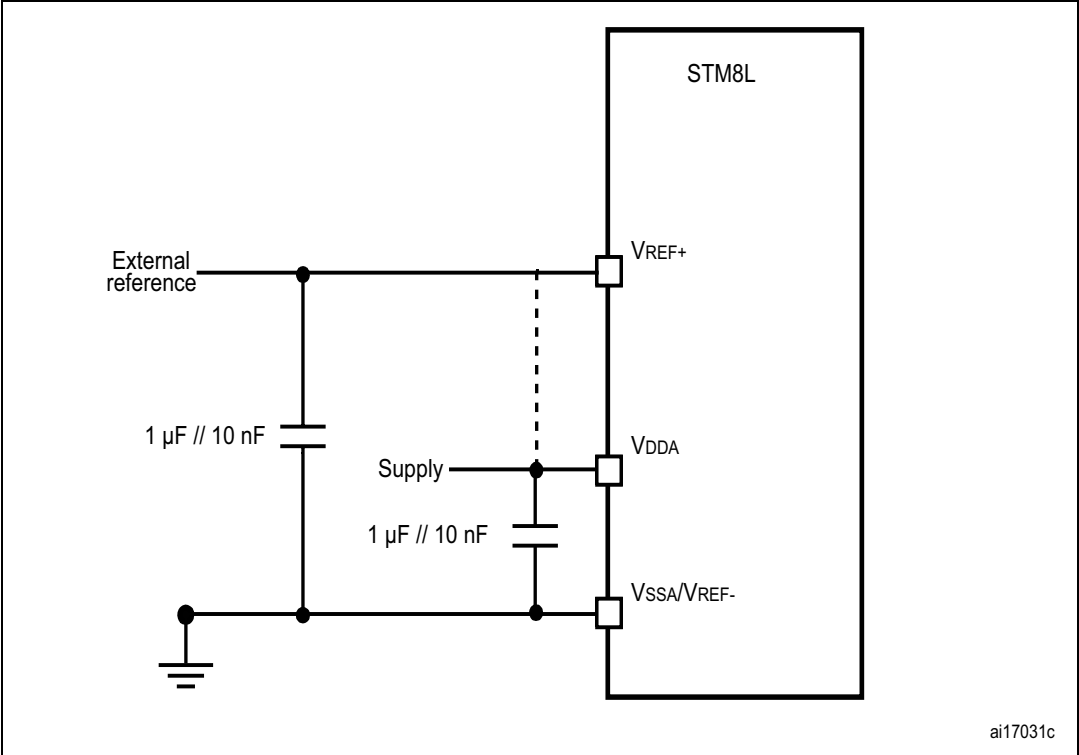 STM8L
VREF+
External
reference
1 µF // 10 nF
VDDA
Supply
1 µF // 10 nF
VSSA/VREF-
ai17031c